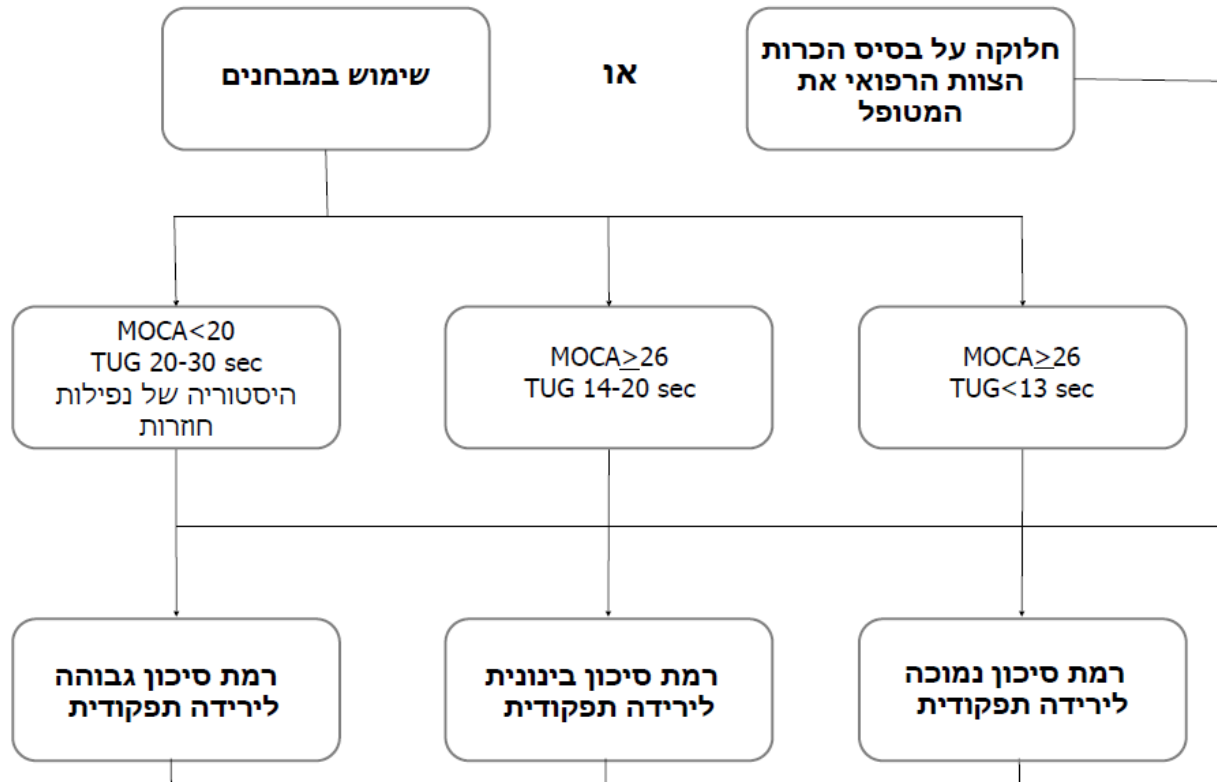 חלוקה על בסיס הכרות
הצוות הרפואי את
המטופל
או
שימוש במבחנים
MOCA≥26
TUG<13 sec
MOCA≥26
TUG 14-20 sec
MOCA<20
TUG 20-30 sec
היסטוריה של נפילות
חוזרות
רמת סיכון נמוכה
לירידה תפקודית
רמת סיכון בינונית
לירידה תפקודית
רמת סיכון גבוהה
לירידה תפקודית